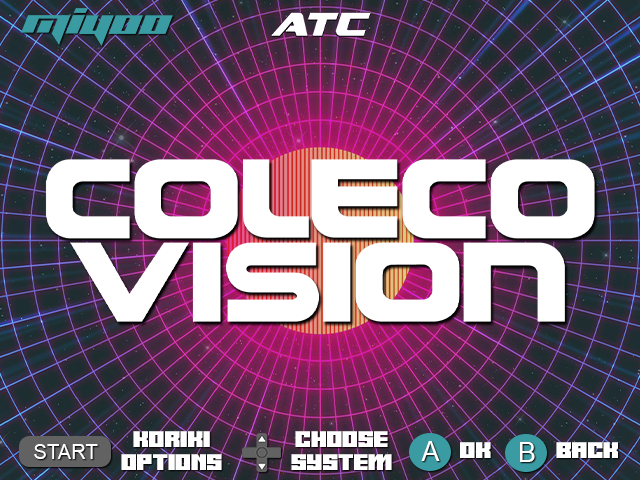 miyoo
ATC
COLECO
VISION
START
KORIKI
OPTIONS
CHOOSE
SYSTEM
A
OK
B
BACK